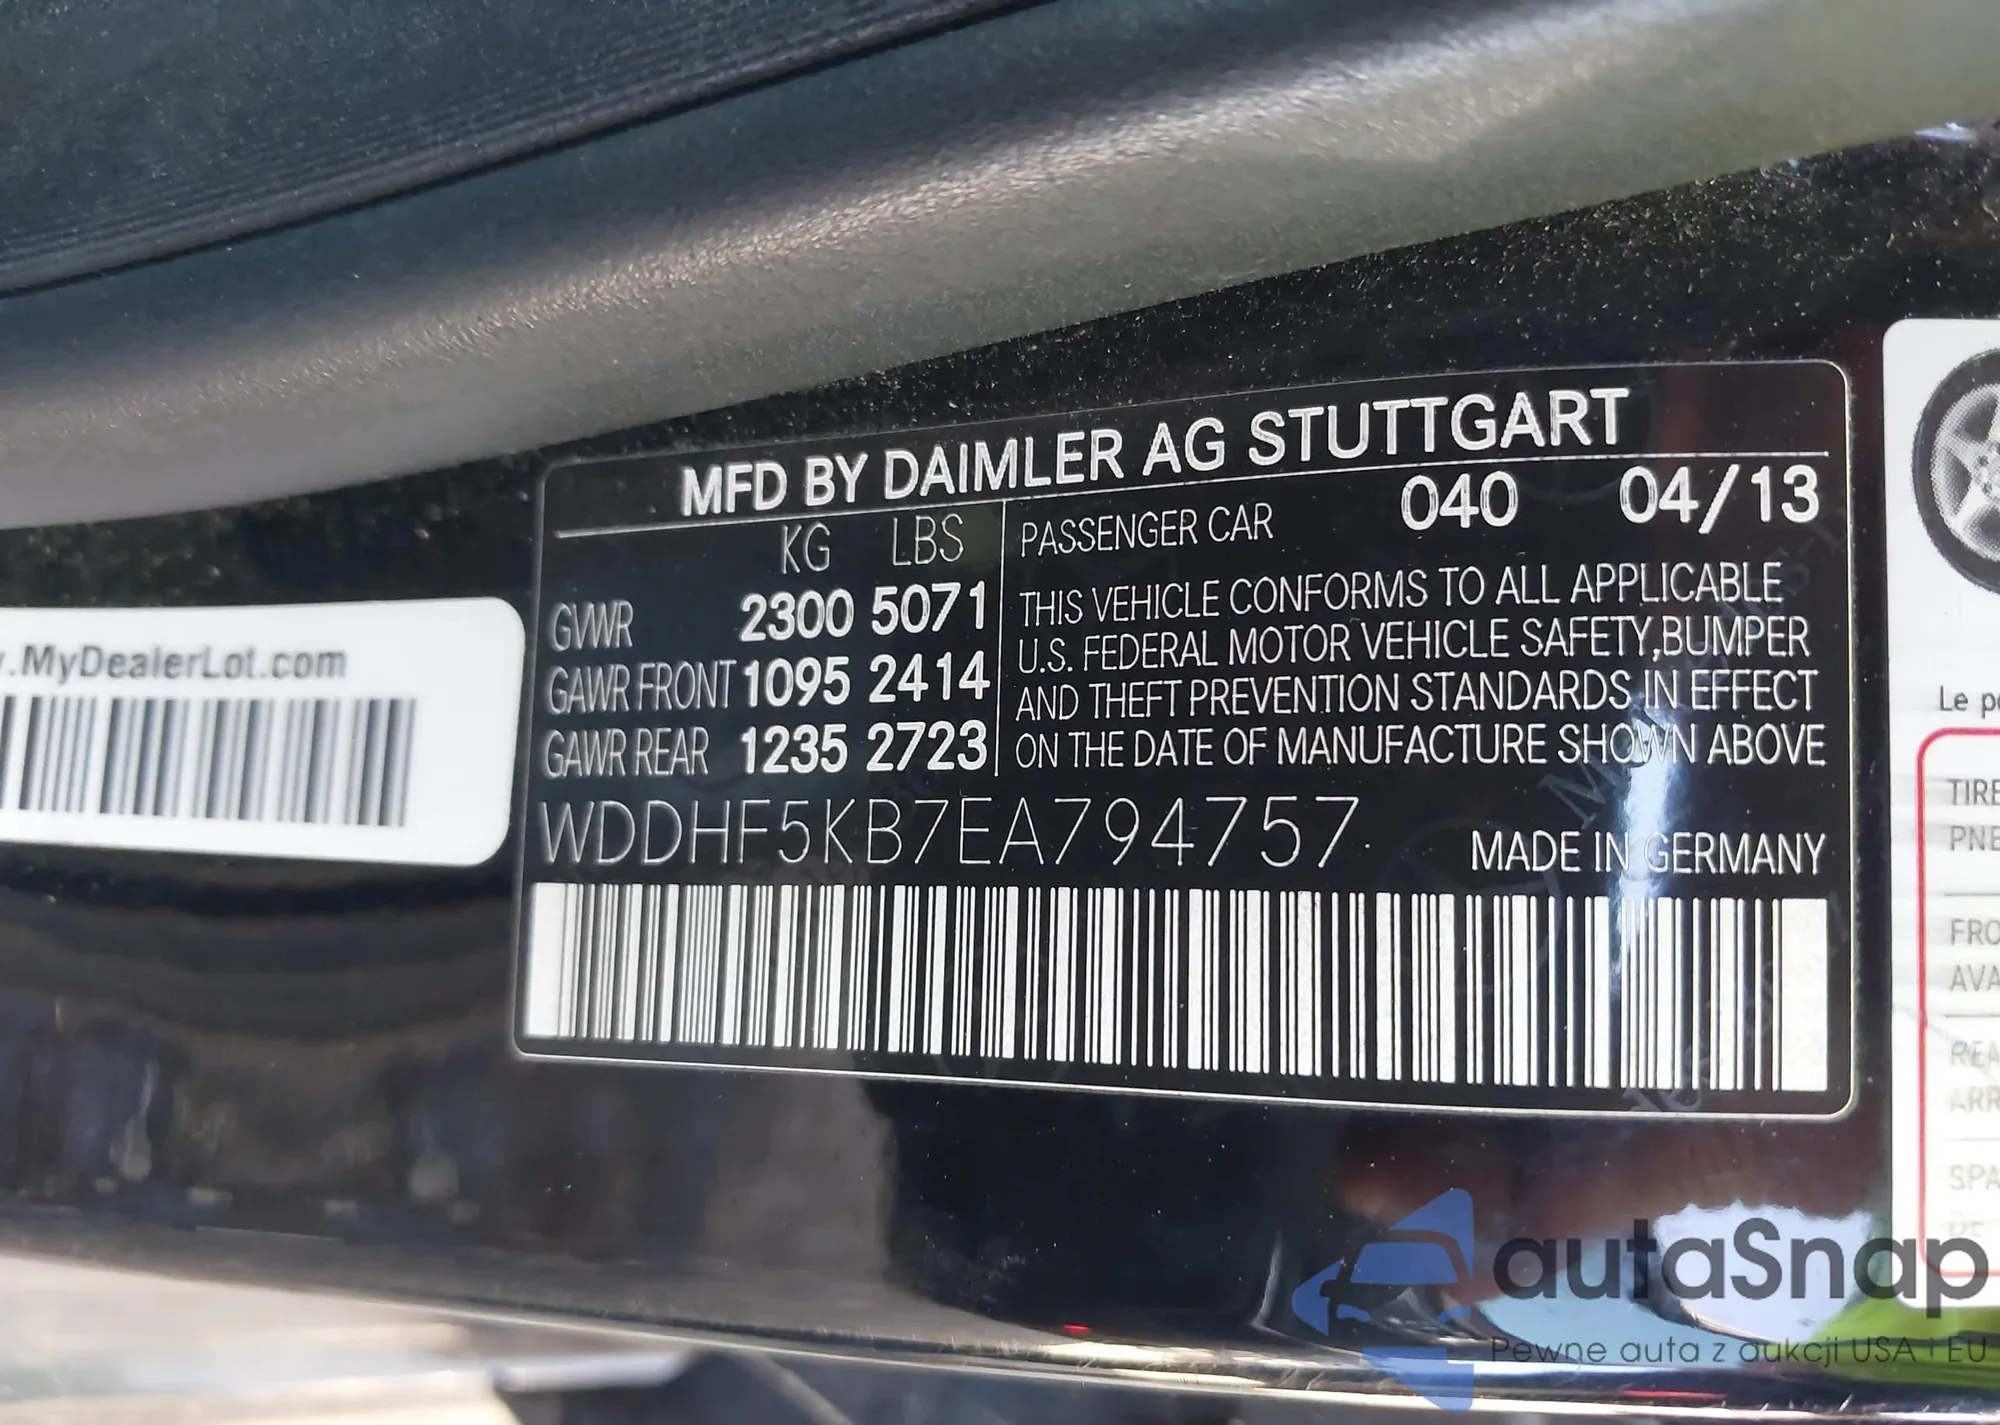 MFD BY DAIMLER AG STUTTGART
KG LBS
GVWR 2300 5071
GAWR FRONT 1095 2414
GAWR REAR 1235 2723
PASSENGER CAR 040 04/13
THIS VEHICLE CONFORMS TO ALL APPLICABLE
U.S. FEDERAL MOTOR VEHICLE SAFETY,BUMPER
AND THEFT PREVENTION STANDARDS IN EFFECT
ON THE DATE OF MANUFACTURE SHOWN ABOVE
WDDHF5KB7EA794757
MADE IN GERMANY
.MyDealerLot.com
Le
TIRE
autaSnap
Pewne auta z aukcji USA i EU